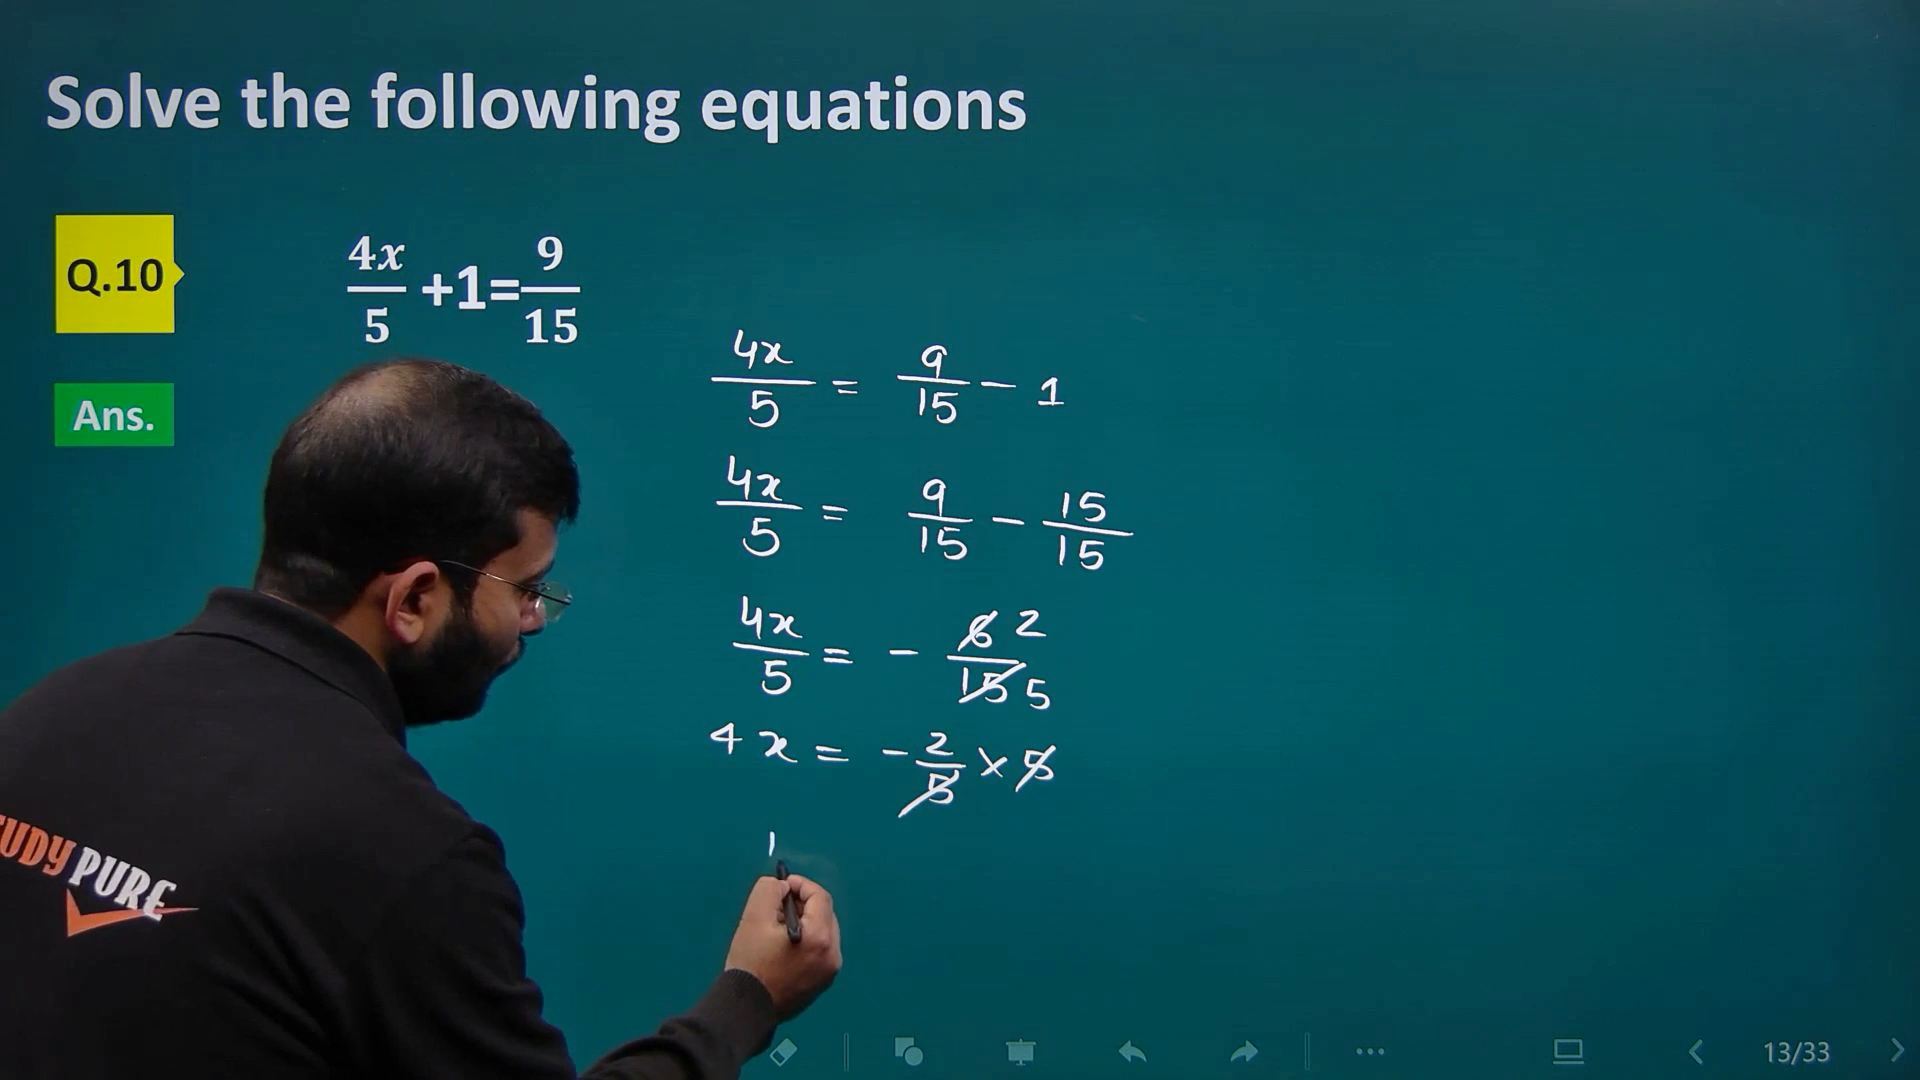 Solve the following equations
Q.10
4x/5 +1= 9/15
Ans.
4x/5 = 9/15 - 1
4x/5 = 9/15 - 15/15
4x/5 = - 6/15 2/5
4x = - 2/5 × 5
PURE
13/33